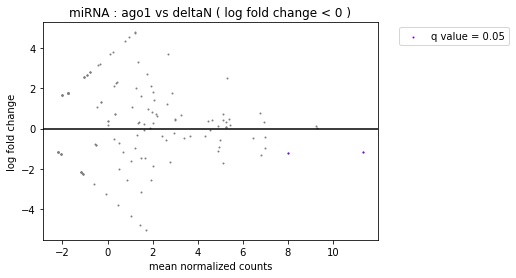 miRNA : ago1 vs deltaN ( log fold change < 0 )
q value = 0.05
log fold change
4
2
0
−2
−4
−2 0 2 4 6 8 10
mean normalized counts